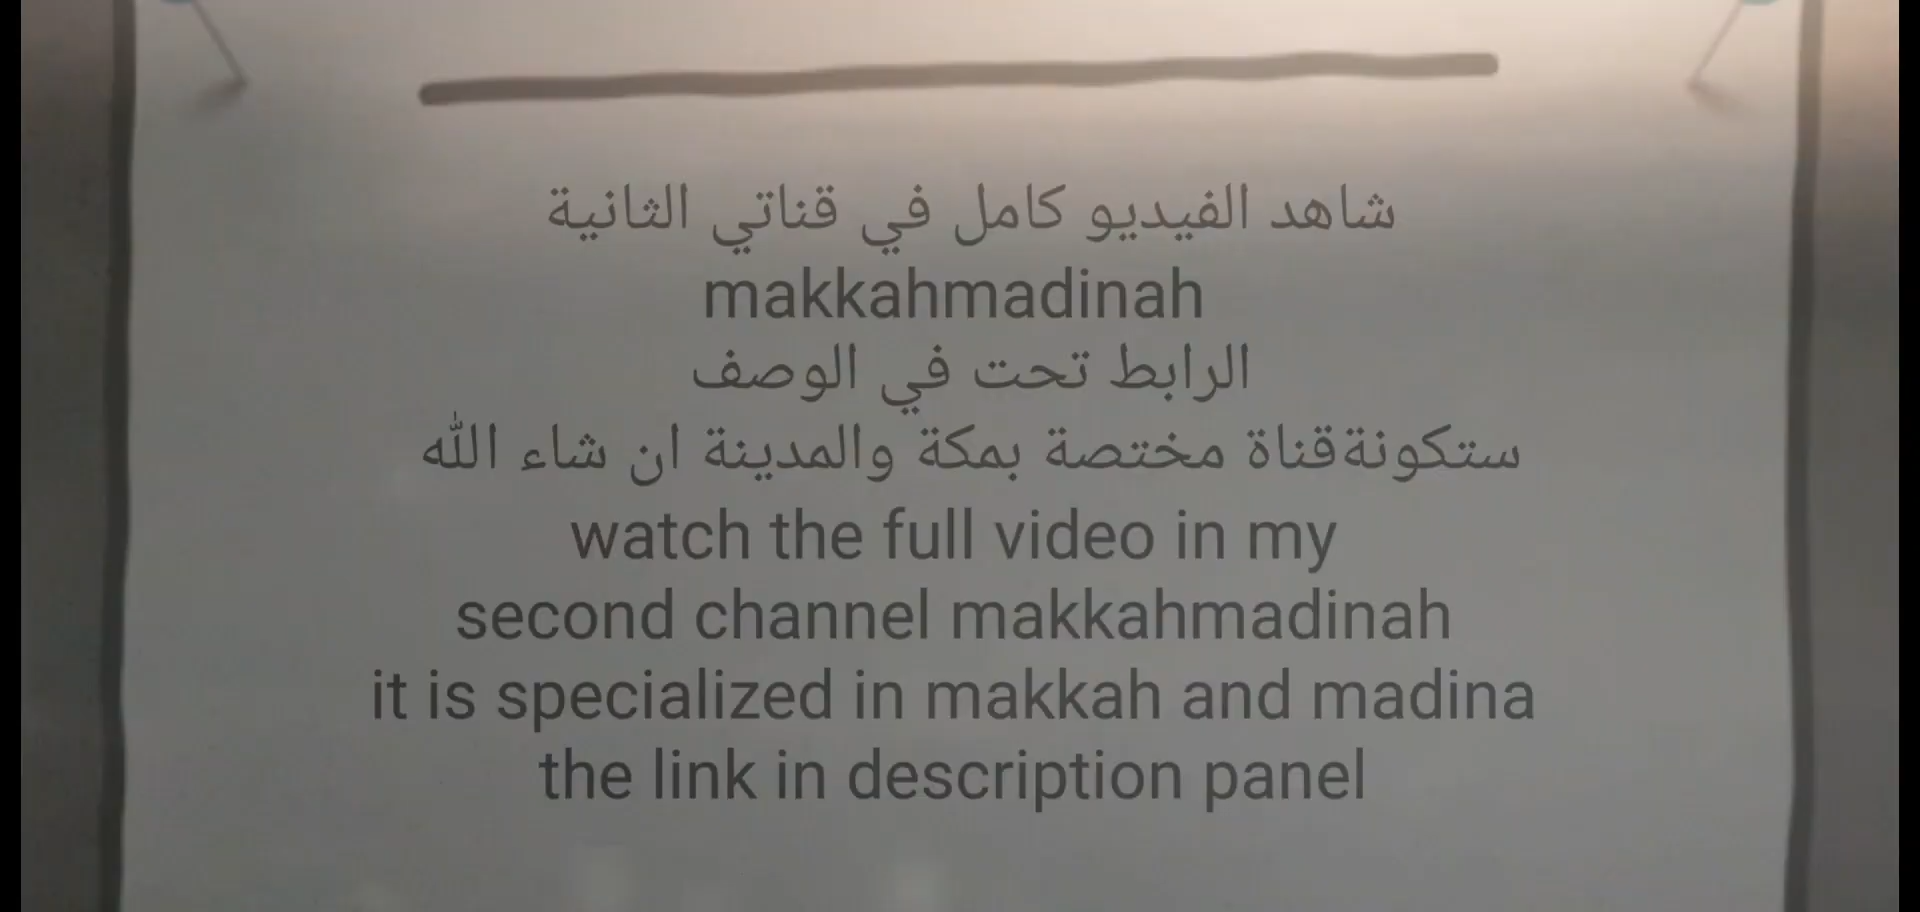 شاهد الفيديو كامل في قناتي الثانية
makkahmadinah
الرابط تحت في الوصف
ستكونةقناة مختصة بمكة والمدينة ان شاء الله
watch the full video in my
second channel makkahmadinah
it is specialized in makkah and madina
the link in description panel